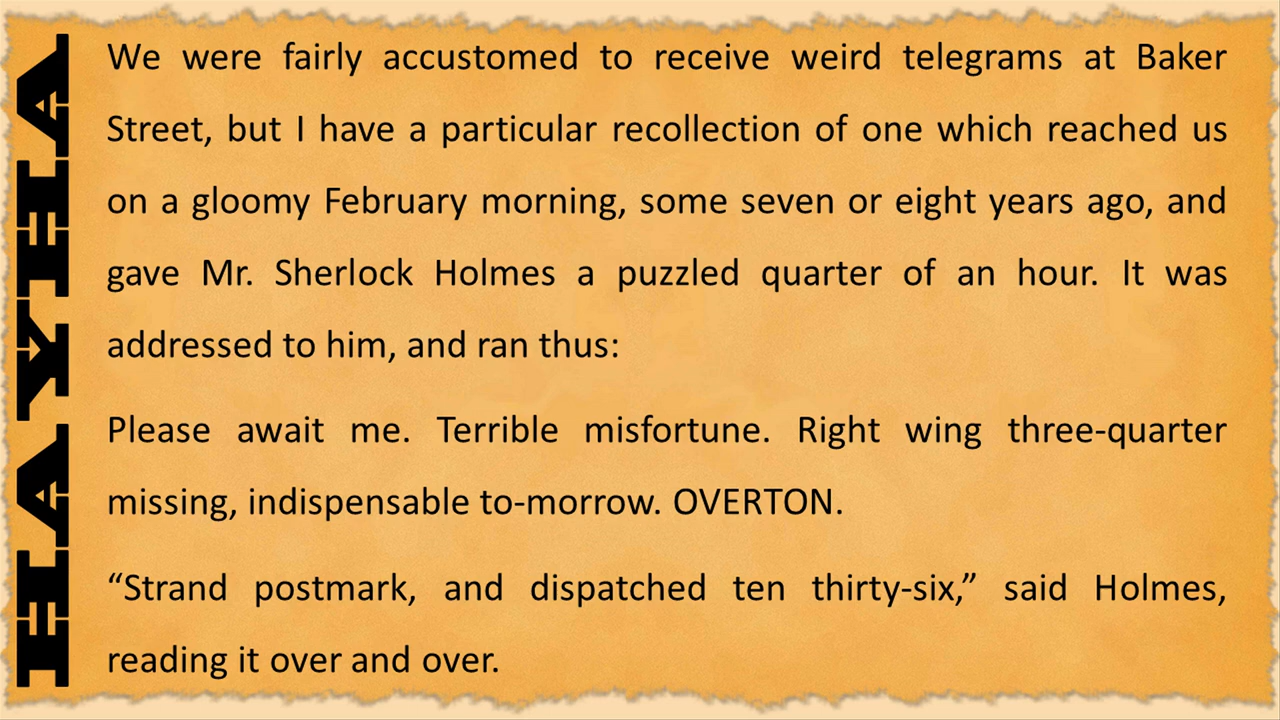 HAYHA
We were fairly accustomed to receive weird telegrams at Baker
Street, but I have a particular recollection of one which reached us
on a gloomy February morning, some seven or eight years ago, and
gave Mr. Sherlock Holmes a puzzled quarter of an hour. It was
addressed to him, and ran thus:
Please await me. Terrible misfortune. Right wing three-quarter
missing, indispensable to-morrow. OVERTON.
“Strand postmark, and dispatched ten thirty-six,” said Holmes,
reading it over and over.